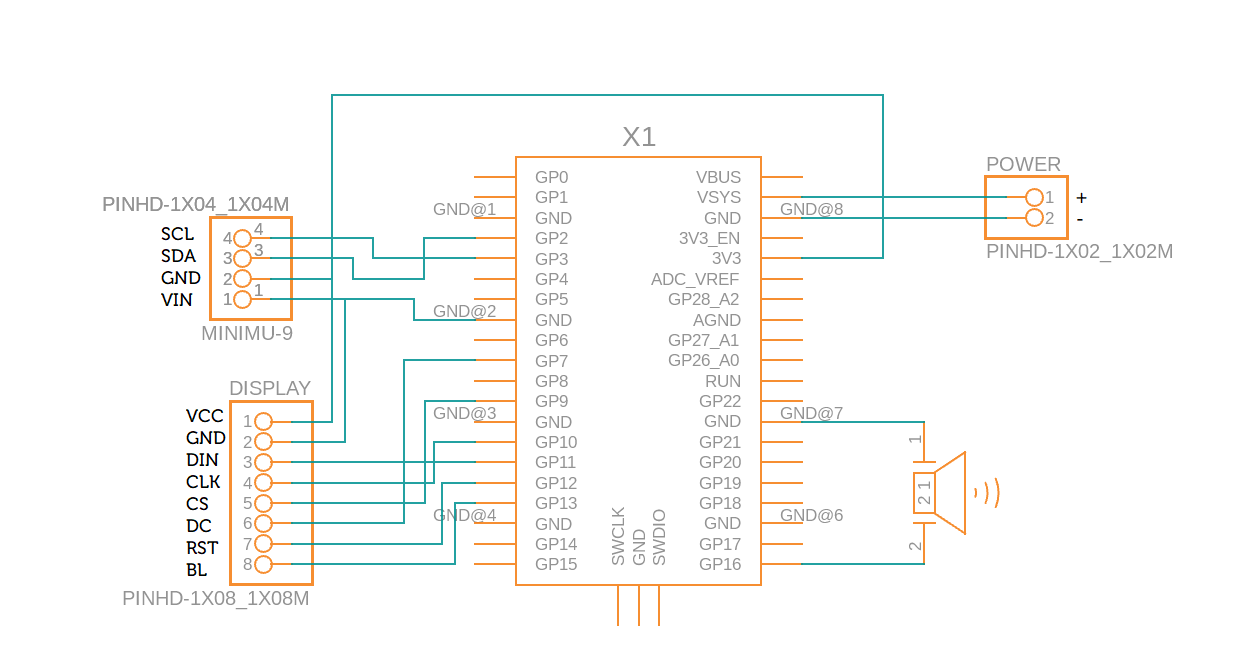 X1
PINHD-1X04_1X04M
SCL
SDA
GND
VIN
4 4
3 3
2
1 1
MINIMU-9
DISPLAY
VCC
GND
DIN
CLK
CS
DC
RST
BL
1
2
3
4
5
6
7
8
PINHD-1X08_1X08M
GND@1
GND@2
GND@3
GND@4
GP0
GP1
GND
GP2
GP3
GP4
GP5
GND
GP6
GP7
GP8
GP9
GND
GP10
GP11
GP12
GP13
GND
GP14
GP15
SWCLK
GND
SWDIO
VBUS
VSYS
GND
3V3_EN
3V3
ADC_VREF
GP28_A2
AGND
GP27_A1
GP26_A0
RUN
GP22
GND
GP21
GP20
GP19
GP18
GND
GP17
GP16
GND@8
GND@7
GND@6
POWER
1 +
2 -
PINHD-1X02_1X02M
1
2 1
2